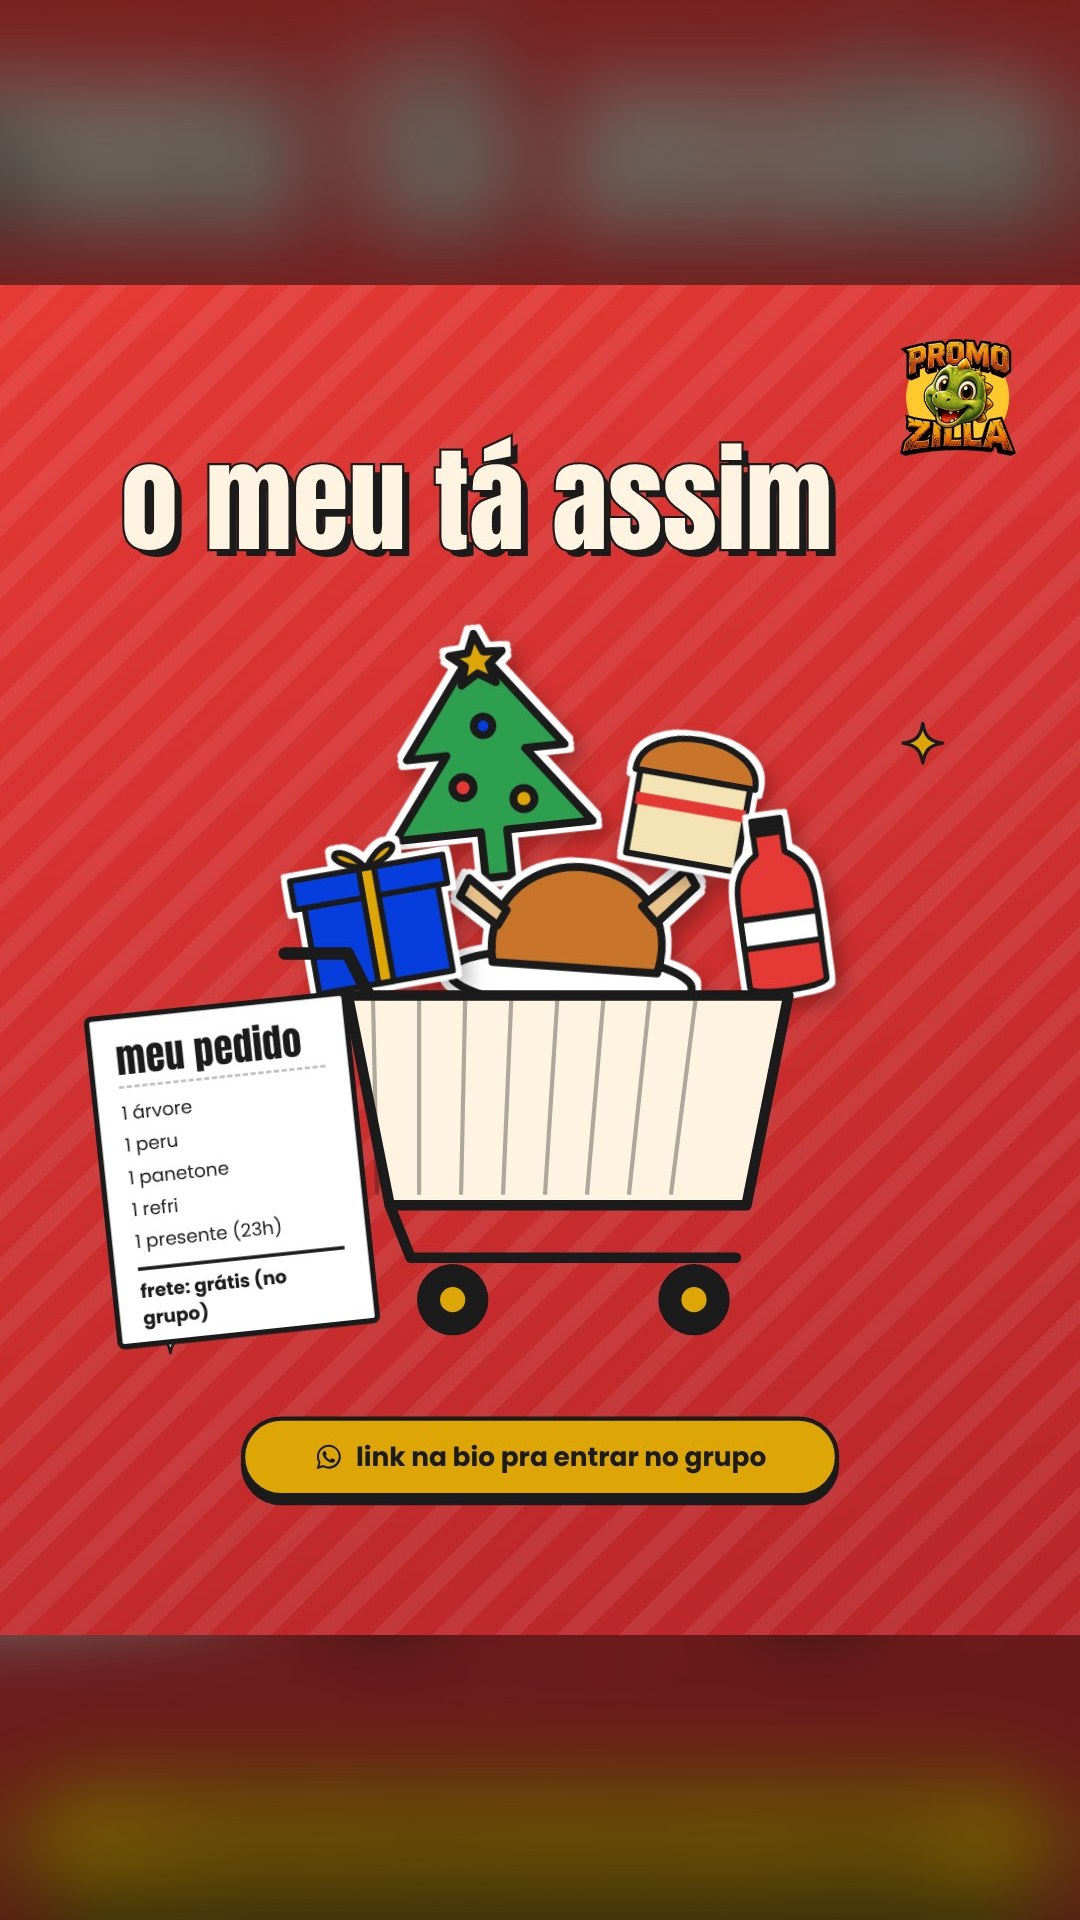 PROMO
ZILLA
o meu tá assim
meu pedido
1 árvore
1 peru
1 panetone
1 refri
1 presente (23h)
frete: grátis (no
grupo)
link na bio pra entrar no grupo